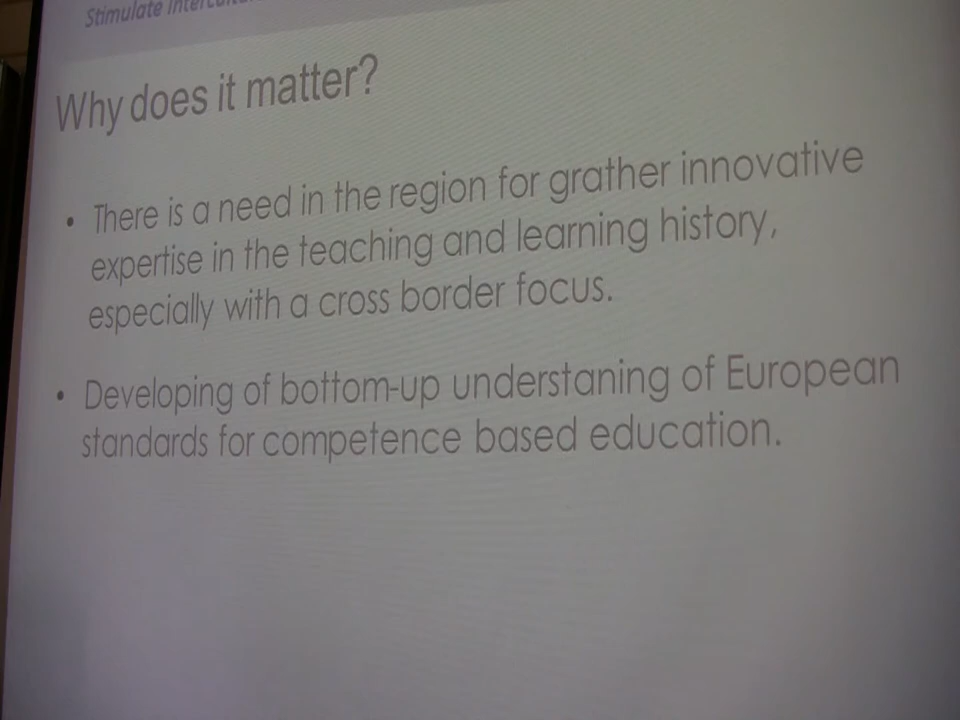 Stimulate
Why does it matter?
• There is a need in the region for grather innovative
expertise in the teaching and learning history,
especially with a cross border focus.
• Developing of bottom-up understaning of European
standards for competence based education.